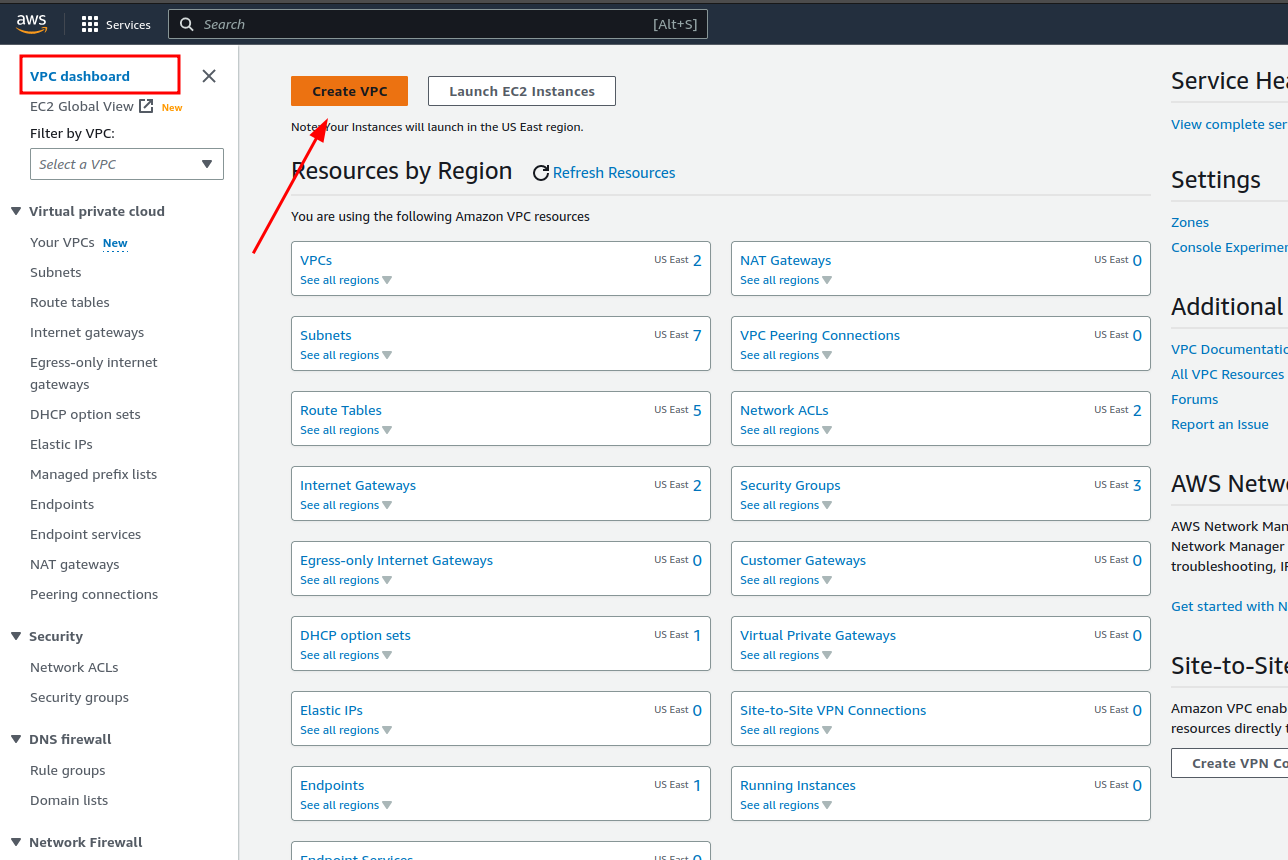 aws
Services
Search
[Alt+S]
VPC dashboard
EC2 Global View
New
Filter by VPC:
Select a VPC
Virtual private cloud
Your VPCs New
Subnets
Route tables
Internet gateways
Egress-only internet
gateways
DHCP option sets
Elastic IPs
Managed prefix lists
Endpoints
Endpoint services
NAT gateways
Peering connections
Security
Network ACLs
Security groups
DNS firewall
Rule groups
Domain lists
Network Firewall
Create VPC
Launch EC2 Instances
Note: Your Instances will launch in the US East region.
Resources by Region
Refresh Resources
You are using the following Amazon VPC resources
VPCs
US East 2
See all regions
NAT Gateways
US East 0
See all regions
Subnets
US East 7
See all regions
VPC Peering Connections
US East 0
See all regions
Route Tables
US East 5
See all regions
Network ACLs
US East 2
See all regions
Internet Gateways
US East 2
See all regions
Security Groups
US East 3
See all regions
Egress-only Internet Gateways
US East 0
See all regions
Customer Gateways
US East 0
See all regions
DHCP option sets
US East 1
See all regions
Virtual Private Gateways
US East 0
See all regions
Elastic IPs
US East 0
See all regions
Site-to-Site VPN Connections
US East 0
See all regions
Endpoints
US East 1
See all regions
Running Instances
US East 0
See all regions
Endpoint Services
US East 0
Service Hea
View complete ser
Settings
Zones
Console Experimen
Additional
VPC Documentatio
All VPC Resources
Forums
Report an Issue
AWS Netwo
AWS Network Man
Network Manager
troubleshooting, IP
Get started with N
Site-to-Site
Amazon VPC enab
resources directly t
Create VPN Co